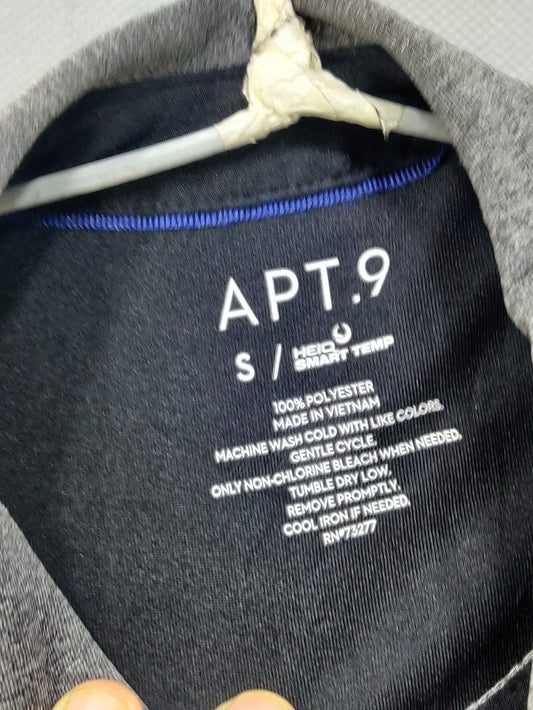 APT.9
S / HEIQ
SMART TEMP
100% POLYESTER
MADE IN VIETNAM
MACHINE WASH COLD WITH LIKE COLORS.
GENTLE CYCLE.
ONLY NON-CHLORINE BLEACH WHEN NEEDED.
TUMBLE DRY LOW.
REMOVE PROMPTLY.
COOL IRON IF NEEDED.
RN#73277